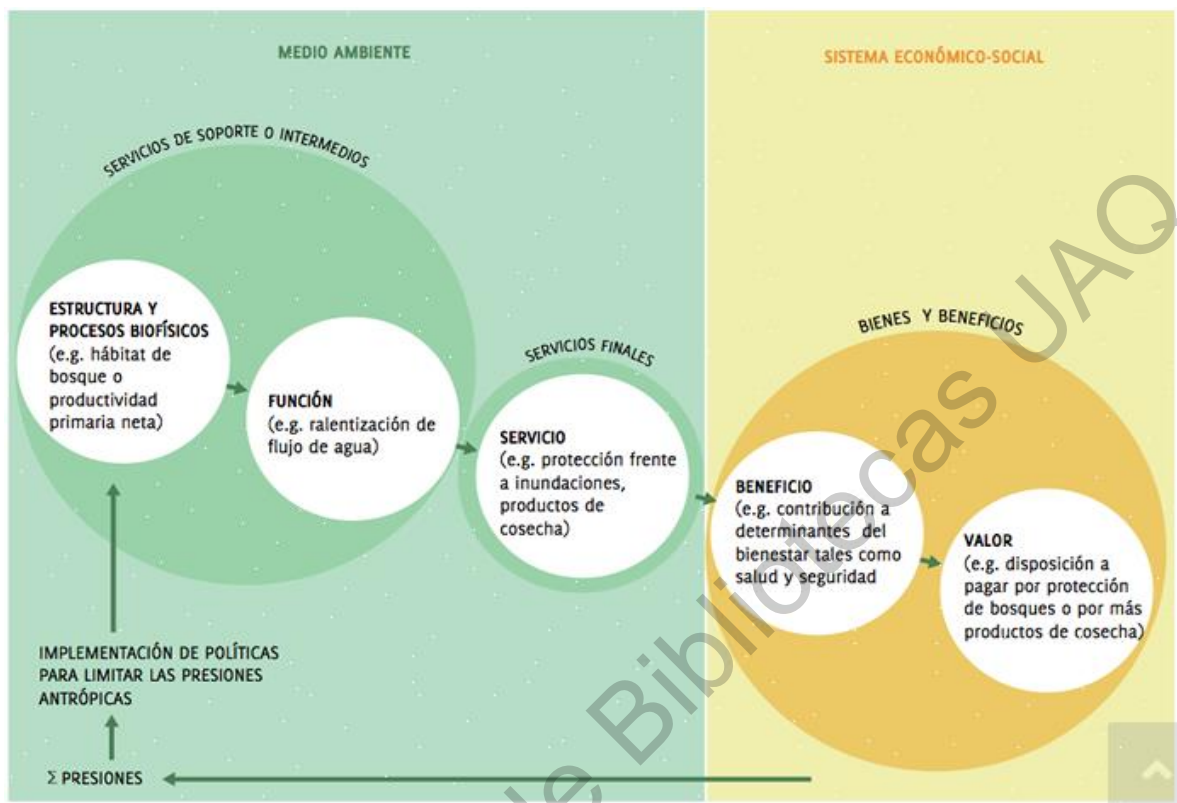 MEDIO AMBIENTE
SISTEMA ECONÓMICO-SOCIAL
SERVICIOS DE SOPORTE O INTERMEDIOS
ESTRUCTURA Y
PROCESOS BIOFÍSICOS
(e.g. hábitat de
bosque o
productividad
primaria neta)
FUNCIÓN
(e.g. ralentización de
flujo de agua)
SERVICIOS FINALES
SERVICIO
(e.g. protección frente
a inundaciones,
productos de
cosecha)
BIENES Y BENEFICIOS
BENEFICIO
(e.g. contribución a
determinantes del
bienestar tales como
salud y seguridad
VALOR
(e.g. disposición a
pagar por protección
de bosques o por más
productos de cosecha)
IMPLEMENTACIÓN DE POLÍTICAS
PARA LIMITAR LAS PRESIONES
ANTRÓPICAS
Σ PRESIONES
de Bibliotecas UAQ